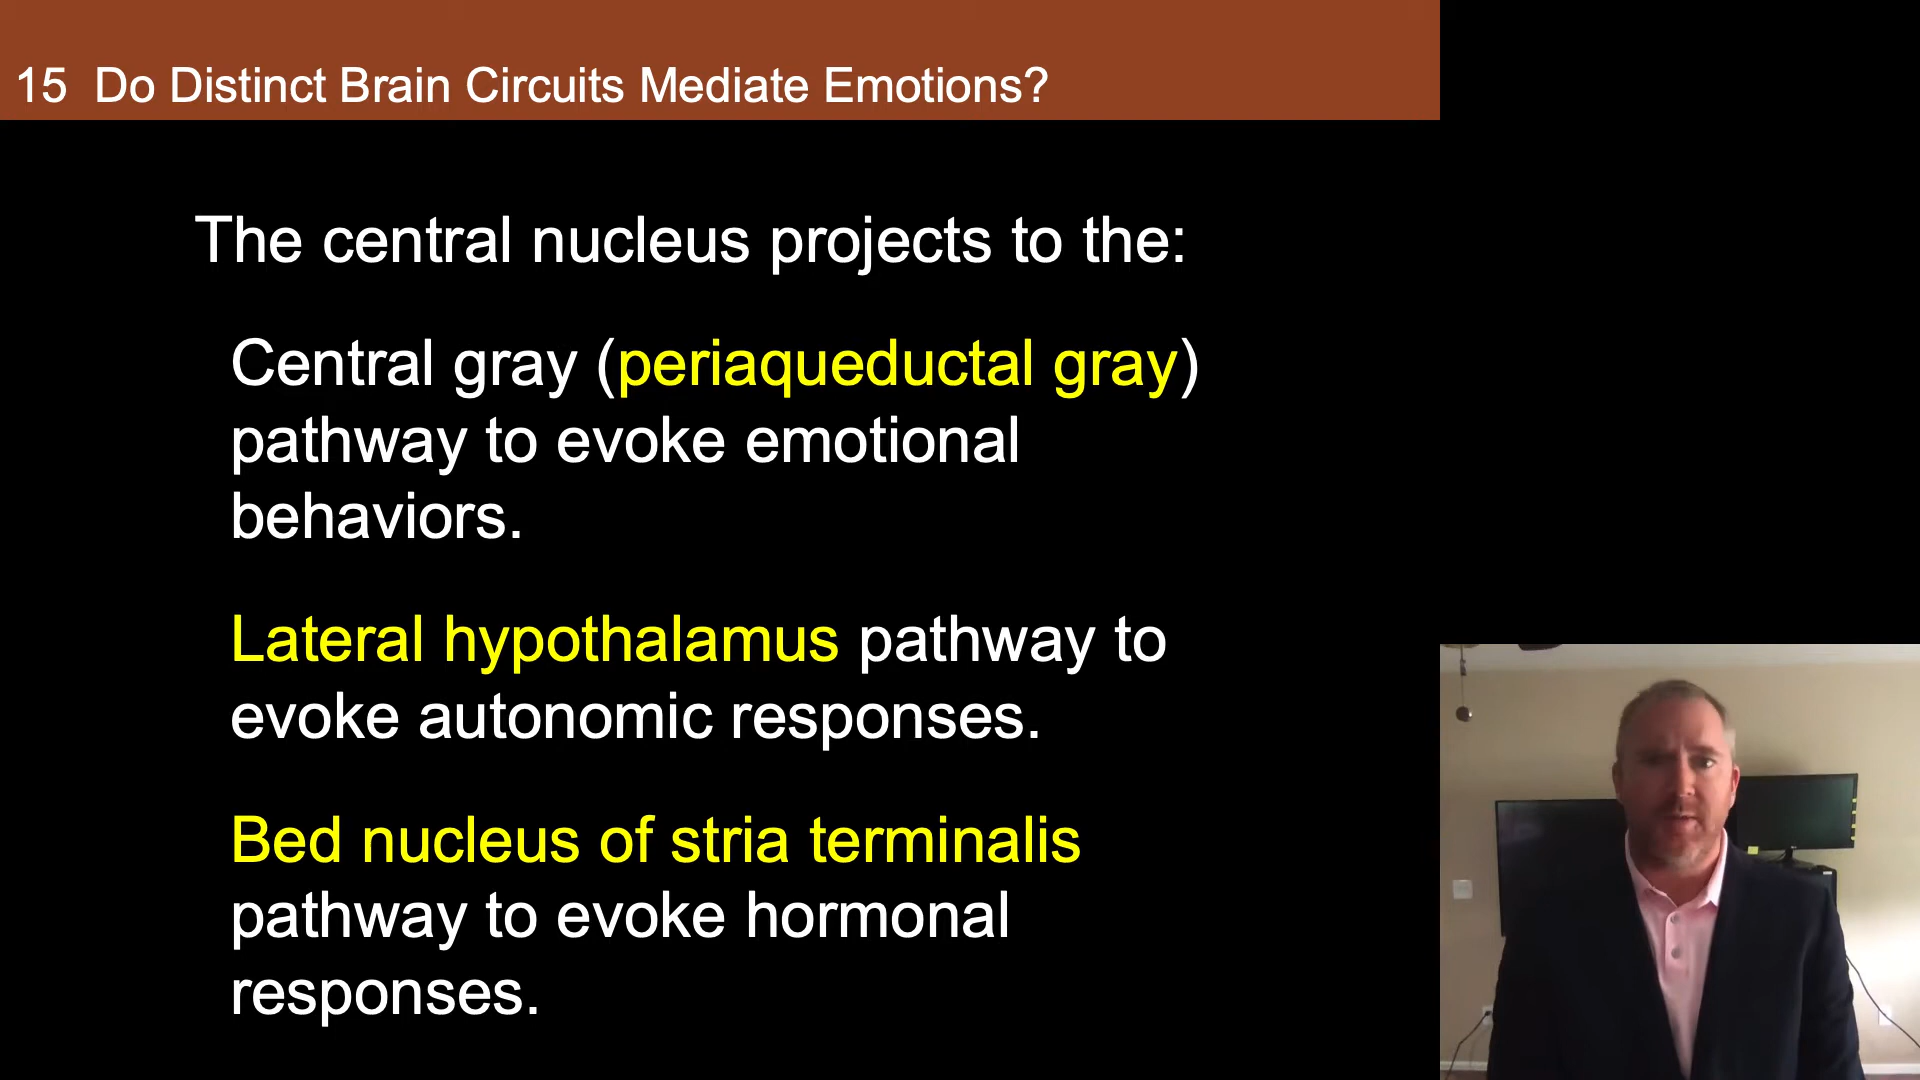 15 Do Distinct Brain Circuits Mediate Emotions?
The central nucleus projects to the:
Central gray (periaqueductal gray)
pathway to evoke emotional
behaviors.
Lateral hypothalamus pathway to
evoke autonomic responses.
Bed nucleus of stria terminalis
pathway to evoke hormonal
responses.